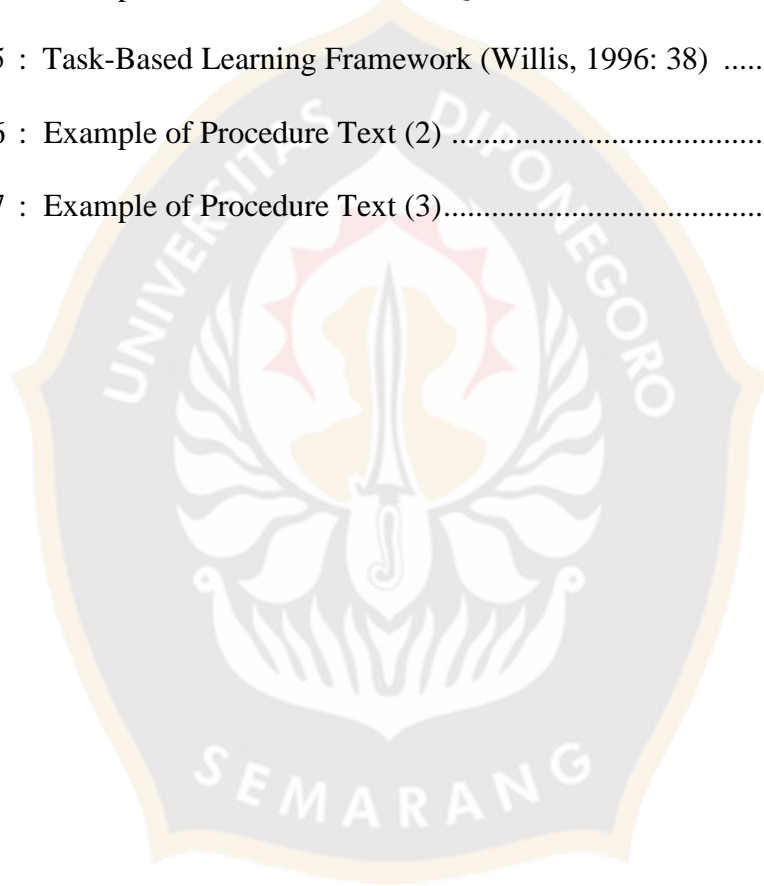 5 : Task-Based Learning Framework (Willis, 1996: 38) .....
6 : Example of Procedure Text (2) ...................................
7 : Example of Procedure Text (3)....................................
UNIVERSITAS DIPONEGORO
SEMARANG